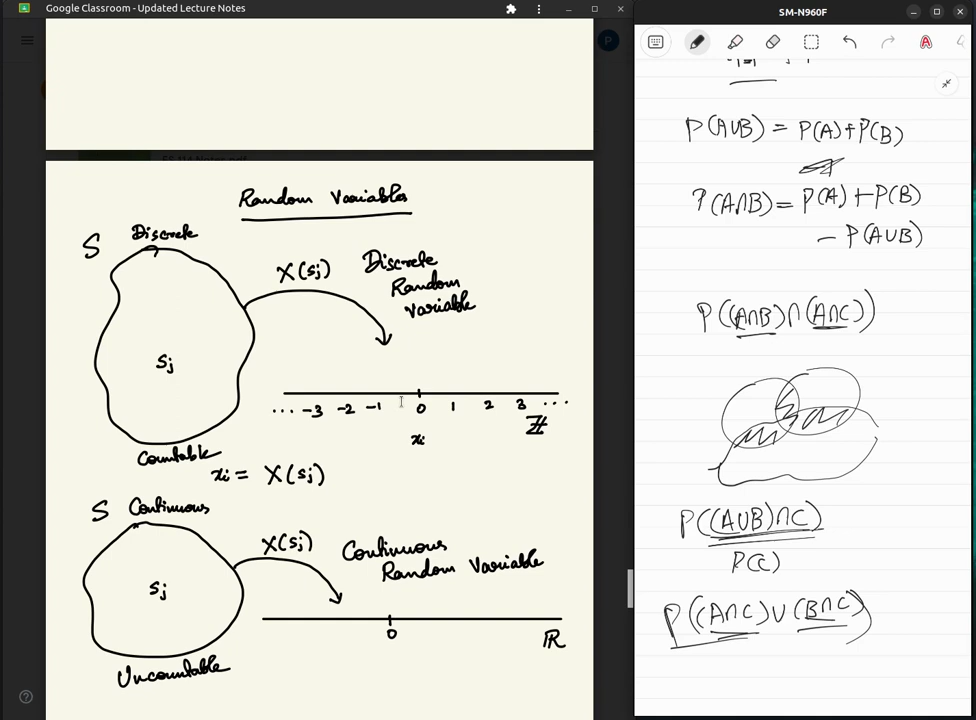 Google Classroom - Updated Lecture Notes
Random Variables
S Discrete
X(sj) Discrete
Random
Variable
sj
... -3 -2 -1 0 1 2 3 ...
ℤ
xi
Countable
xi = X(sj)
S Continuous
X(sj) Continuous
Random Variable
sj
0
ℝ
Uncountable
SM-N960F
A
P(A∪B) = P(A)+P(B)
P(A∩B) = P(A)+P(B)
- P(A∪B)
P((A∩B)∩(A∩C))
P((A∪B)∩C)
P(C)
P((A∩C)∪(B∩C))